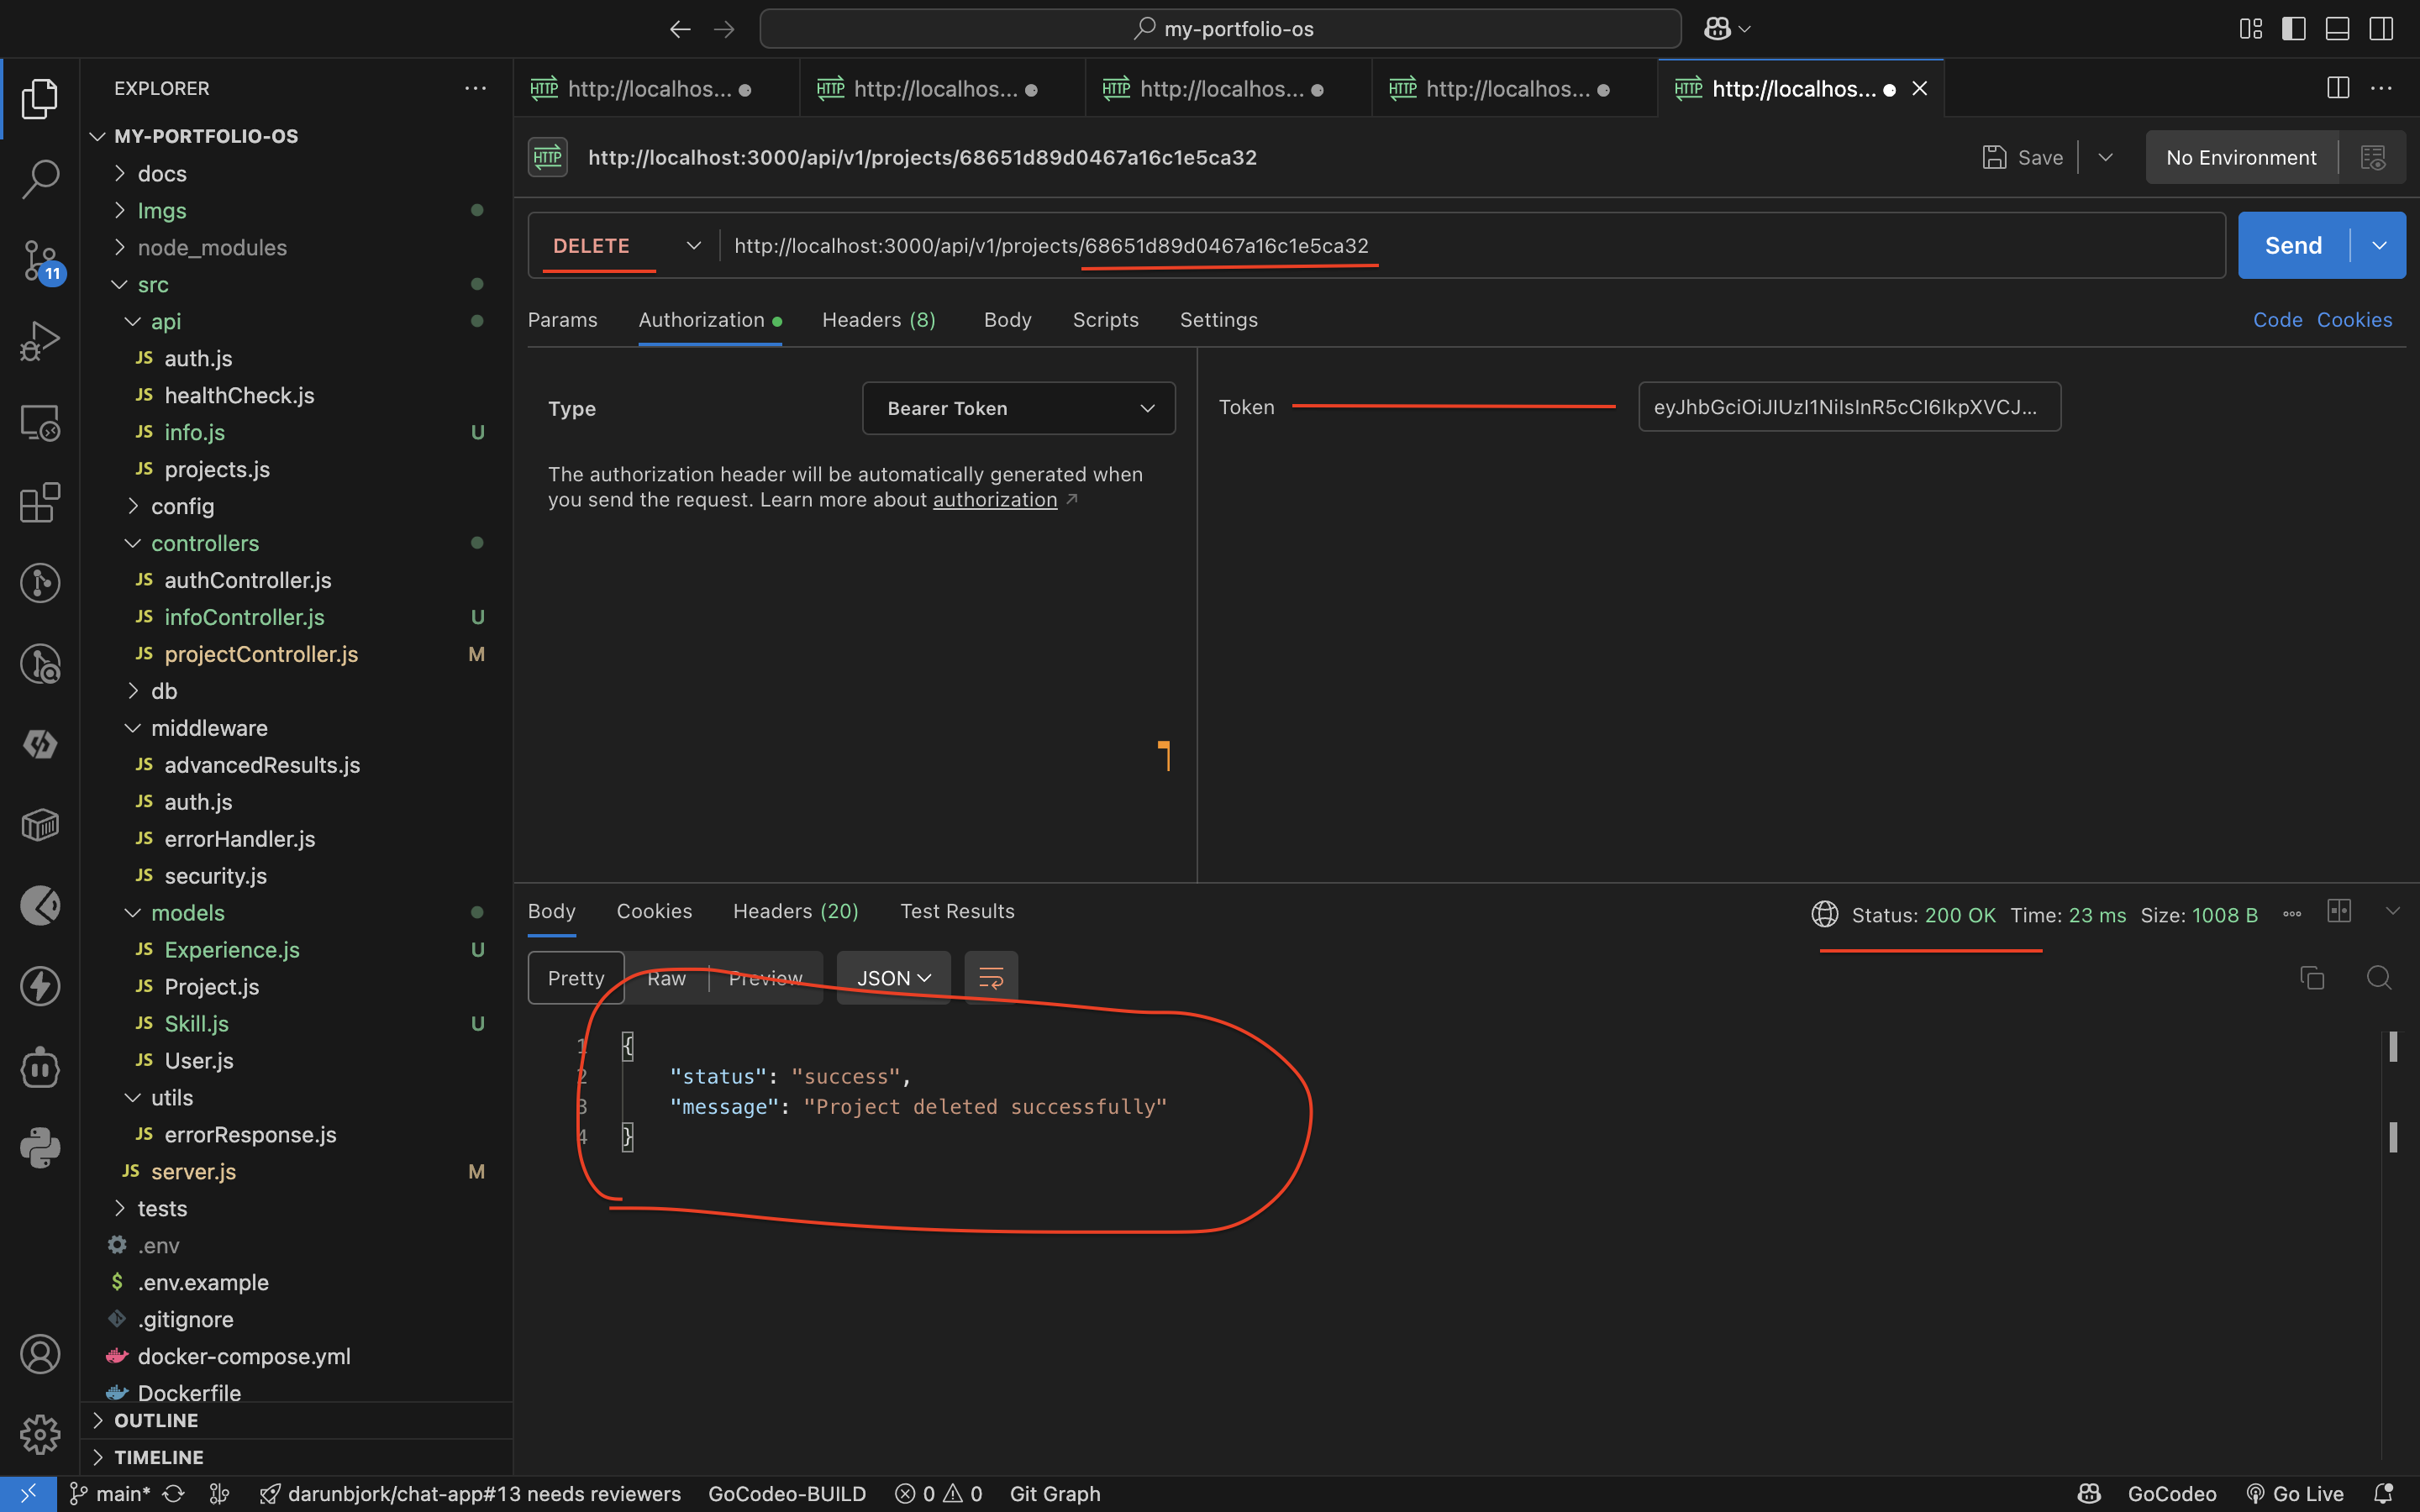 my-portfolio-os
EXPLORER
MY-PORTFOLIO-OS
docs
Imgs
node_modules
src
api
JS auth.js
JS healthCheck.js
JS info.js U
JS projects.js
config
controllers
JS authController.js
JS infoController.js U
JS projectController.js M
db
middleware
JS advancedResults.js
JS auth.js
JS errorHandler.js
JS security.js
models
JS Experience.js U
JS Project.js
JS Skill.js U
JS User.js
utils
JS errorResponse.js
JS server.js M
tests
.env
$ .env.example
.gitignore
docker-compose.yml
Dockerfile
OUTLINE
TIMELINE
11
HTTP http://localhos...
HTTP http://localhos...
HTTP http://localhos...
HTTP http://localhos...
HTTP http://localhos...
HTTP http://localhost:3000/api/v1/projects/68651d89d0467a16c1e5ca32
Save
No Environment
DELETE http://localhost:3000/api/v1/projects/68651d89d0467a16c1e5ca32
Send
Params Authorization Headers (8) Body Scripts Settings
Code Cookies
Type Bearer Token
The authorization header will be automatically generated when
you send the request. Learn more about authorization
Token eyJhbGciOiJIUzI1NiIsInR5cCI6IkpXVCJ...
Body Cookies Headers (20) Test Results
Status: 200 OK Time: 23 ms Size: 1008 B
Pretty Raw Preview JSON
1 {
2 "status": "success",
3 "message": "Project deleted successfully"
4 }
main* darunbjork/chat-app#13 needs reviewers GoCodeo-BUILD 0 0 Git Graph
GoCodeo Go Live